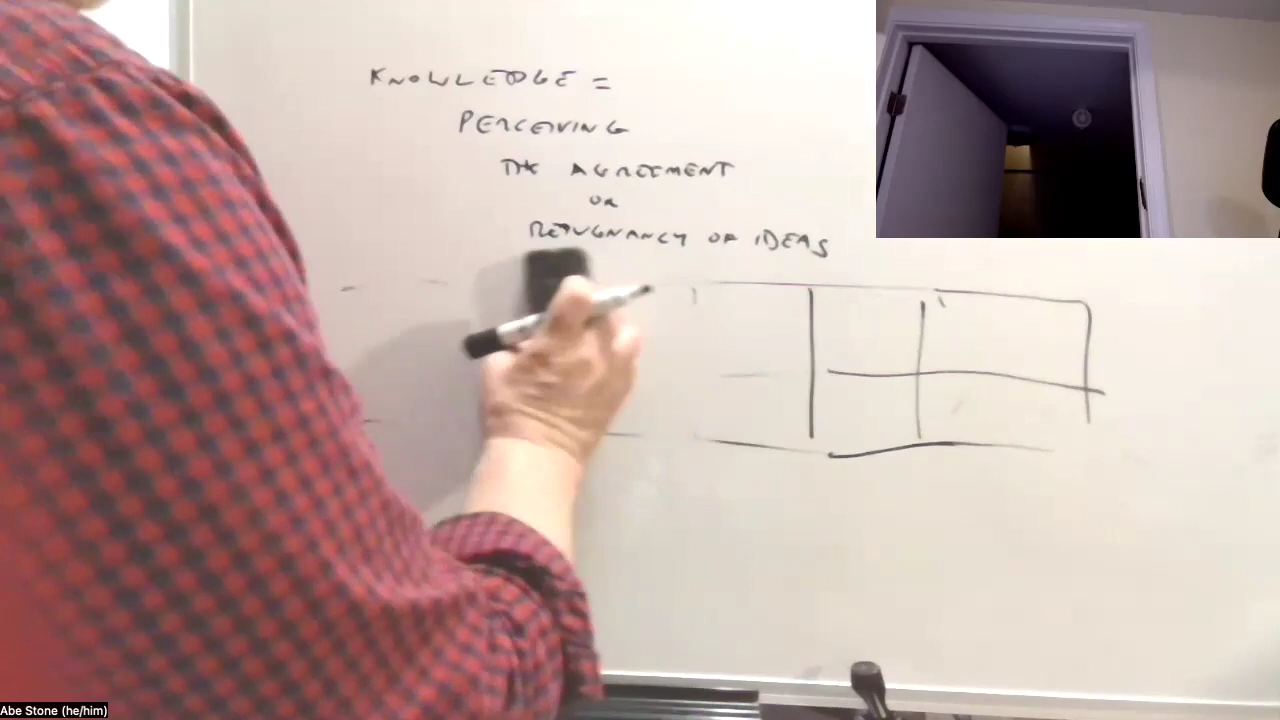 KNOWLEDGE =
PERCEIVING
THE AGREEMENT
OR
REPUGNANCY OF IDEAS
Abe Stone (he/him)